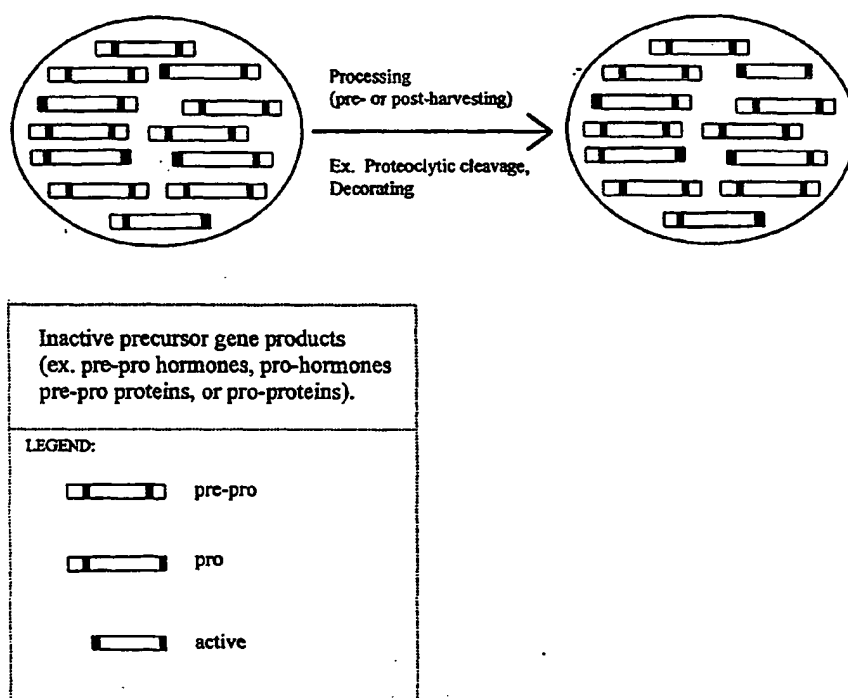 Processing
(pre- or post-harvesting)
Ex. Proteoclytic cleavage,
Decorating
Inactive precursor gene products
(ex. pre-pro hormones, pro-hormones
pre-pro proteins, or pro-proteins).
LEGEND:
pre-pro
pro
active